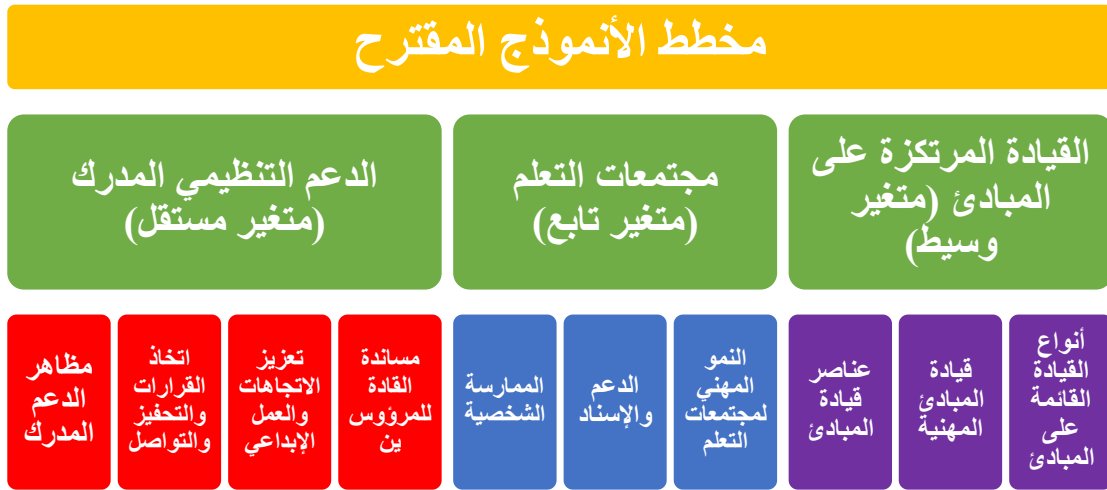 مخطط الأنموذج المقترح
القيادة المرتكزة على
المبادئ (متغير
وسيط)
مجتمعات التعلم
(متغير تابع)
الدعم التنظيمي المدرك
(متغير مستقل)
أنواع
القيادة
القائمة
على
المبادئ
قيادة
المبادئ
المهنية
عناصر
قيادة
المبادئ
النمو
المهني
لمجتمعات
التعلم
الدعم
والإسناد
الممارسة
الشخصية
مساندة
القادة
للمرؤوس
ين
تعزيز
الاتجاهات
والعمل
الإبداعي
اتخاذ
القرارات
والتحفيز
والتواصل
مظاهر
الدعم
المدرك